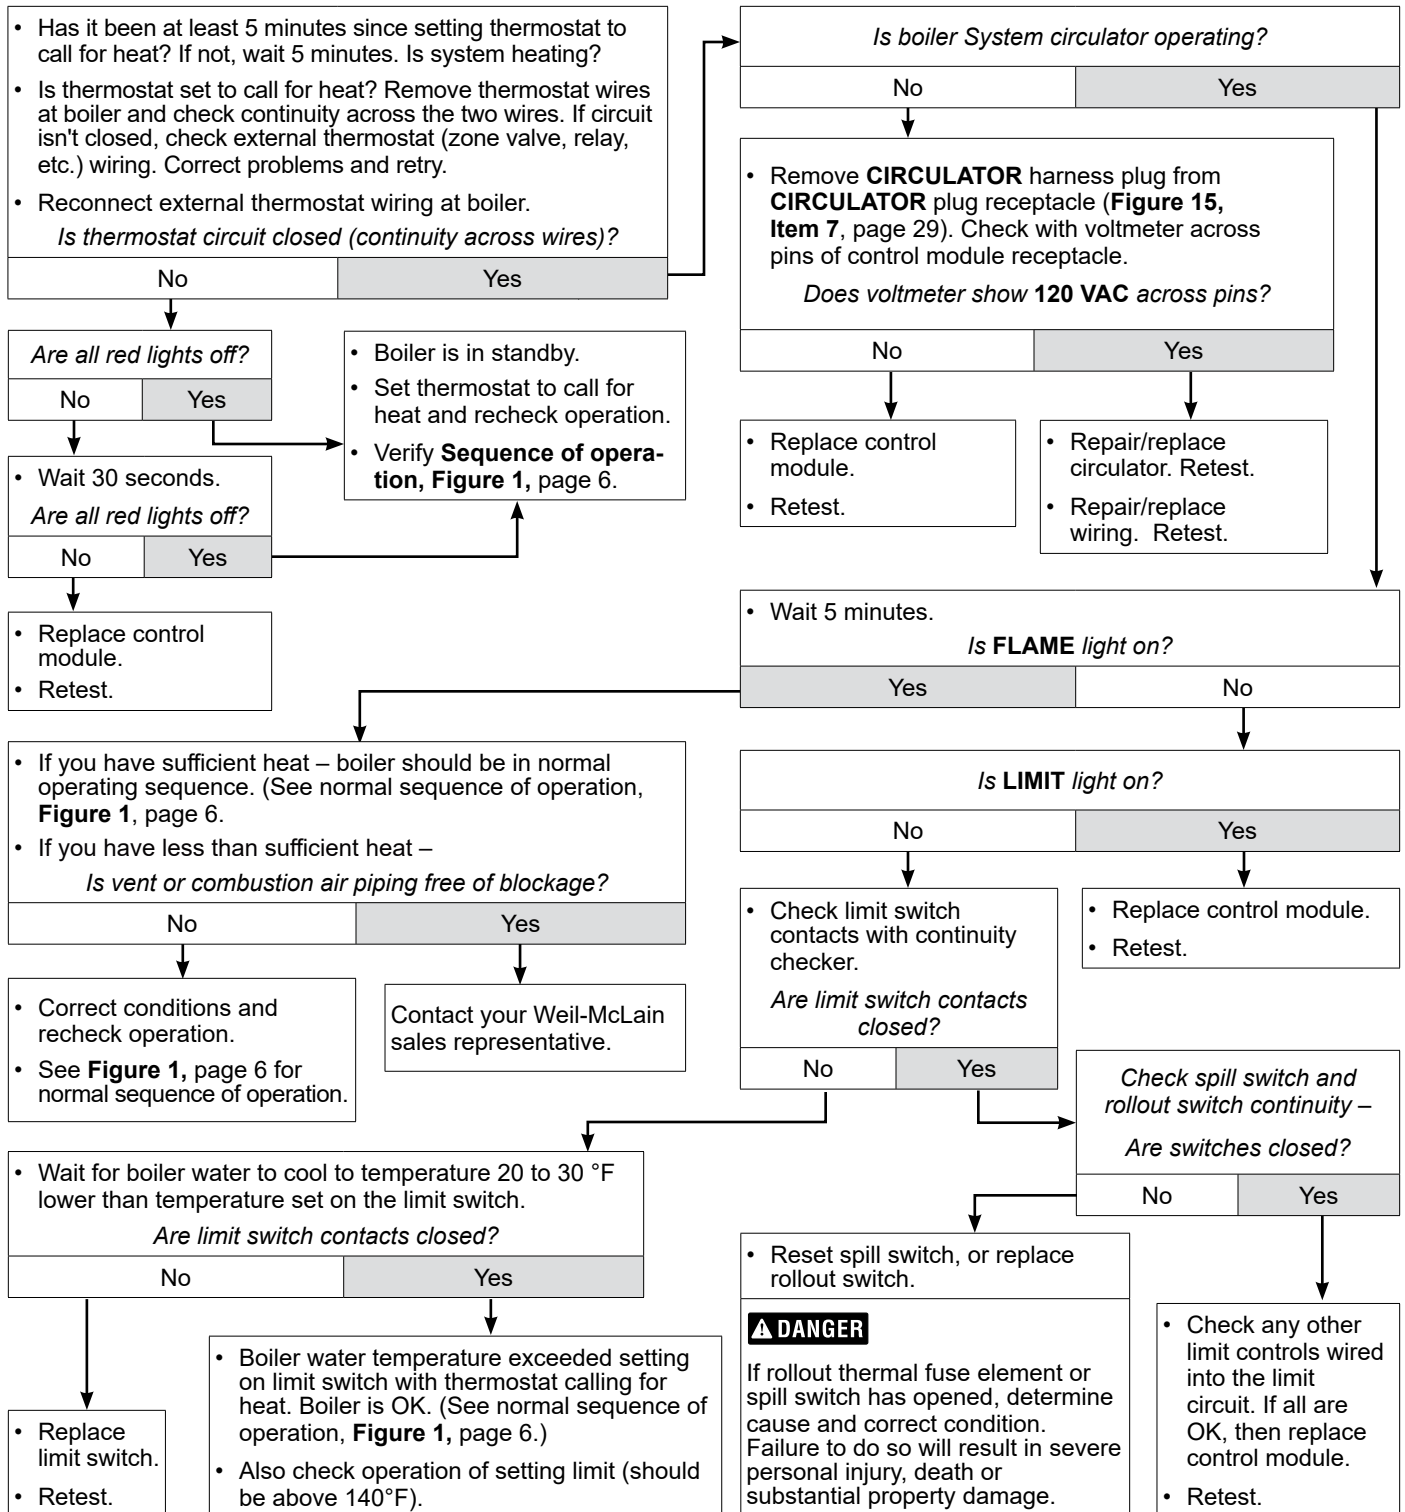 • Has it been at least 5 minutes since setting thermostat to
call for heat? If not, wait 5 minutes. Is system heating?
• Is thermostat set to call for heat? Remove thermostat wires
at boiler and check continuity across the two wires. If circuit
isn't closed, check external thermostat (zone valve, relay,
etc.) wiring. Correct problems and retry.
• Reconnect external thermostat wiring at boiler.
Is thermostat circuit closed (continuity across wires)?
No Yes
Is boiler System circulator operating?
No Yes
• Remove CIRCULATOR harness plug from
CIRCULATOR plug receptacle (Figure 15,
Item 7, page 29). Check with voltmeter across
pins of control module receptacle.
Does voltmeter show 120 VAC across pins?
No Yes
• Replace control
module.
• Retest.
• Repair/replace
circulator. Retest.
• Repair/replace
wiring. Retest.
Are all red lights off?
No Yes
• Boiler is in standby.
• Set thermostat to call for
heat and recheck operation.
• Verify Sequence of opera-
tion, Figure 1, page 6.
• Wait 30 seconds.
Are all red lights off?
No Yes
• Replace control
module.
• Retest.
• Wait 5 minutes.
Is FLAME light on?
Yes No
• If you have sufficient heat – boiler should be in normal
operating sequence. (See normal sequence of operation,
Figure 1, page 6.
• If you have less than sufficient heat –
Is vent or combustion air piping free of blockage?
No Yes
• Correct conditions and
recheck operation.
• See Figure 1, page 6 for
normal sequence of operation.
Contact your Weil-McLain
sales representative.
Is LIMIT light on?
No Yes
• Check limit switch
contacts with continuity
checker.
Are limit switch contacts
closed?
No Yes
• Replace control module.
• Retest.
Check spill switch and
rollout switch continuity –
Are switches closed?
No Yes
• Wait for boiler water to cool to temperature 20 to 30 °F
lower than temperature set on the limit switch.
Are limit switch contacts closed?
No Yes
• Replace
limit switch.
• Retest.
• Boiler water temperature exceeded setting
on limit switch with thermostat calling for
heat. Boiler is OK. (See normal sequence of
operation, Figure 1, page 6.)
• Also check operation of setting limit (should
be above 140°F).
• Reset spill switch, or replace
rollout switch.
DANGER
If rollout thermal fuse element or
spill switch has opened, determine
cause and correct condition.
Failure to do so will result in severe
personal injury, death or
substantial property damage.
• Check any other
limit controls wired
into the limit
circuit. If all are
OK, then replace
control module.
• Retest.